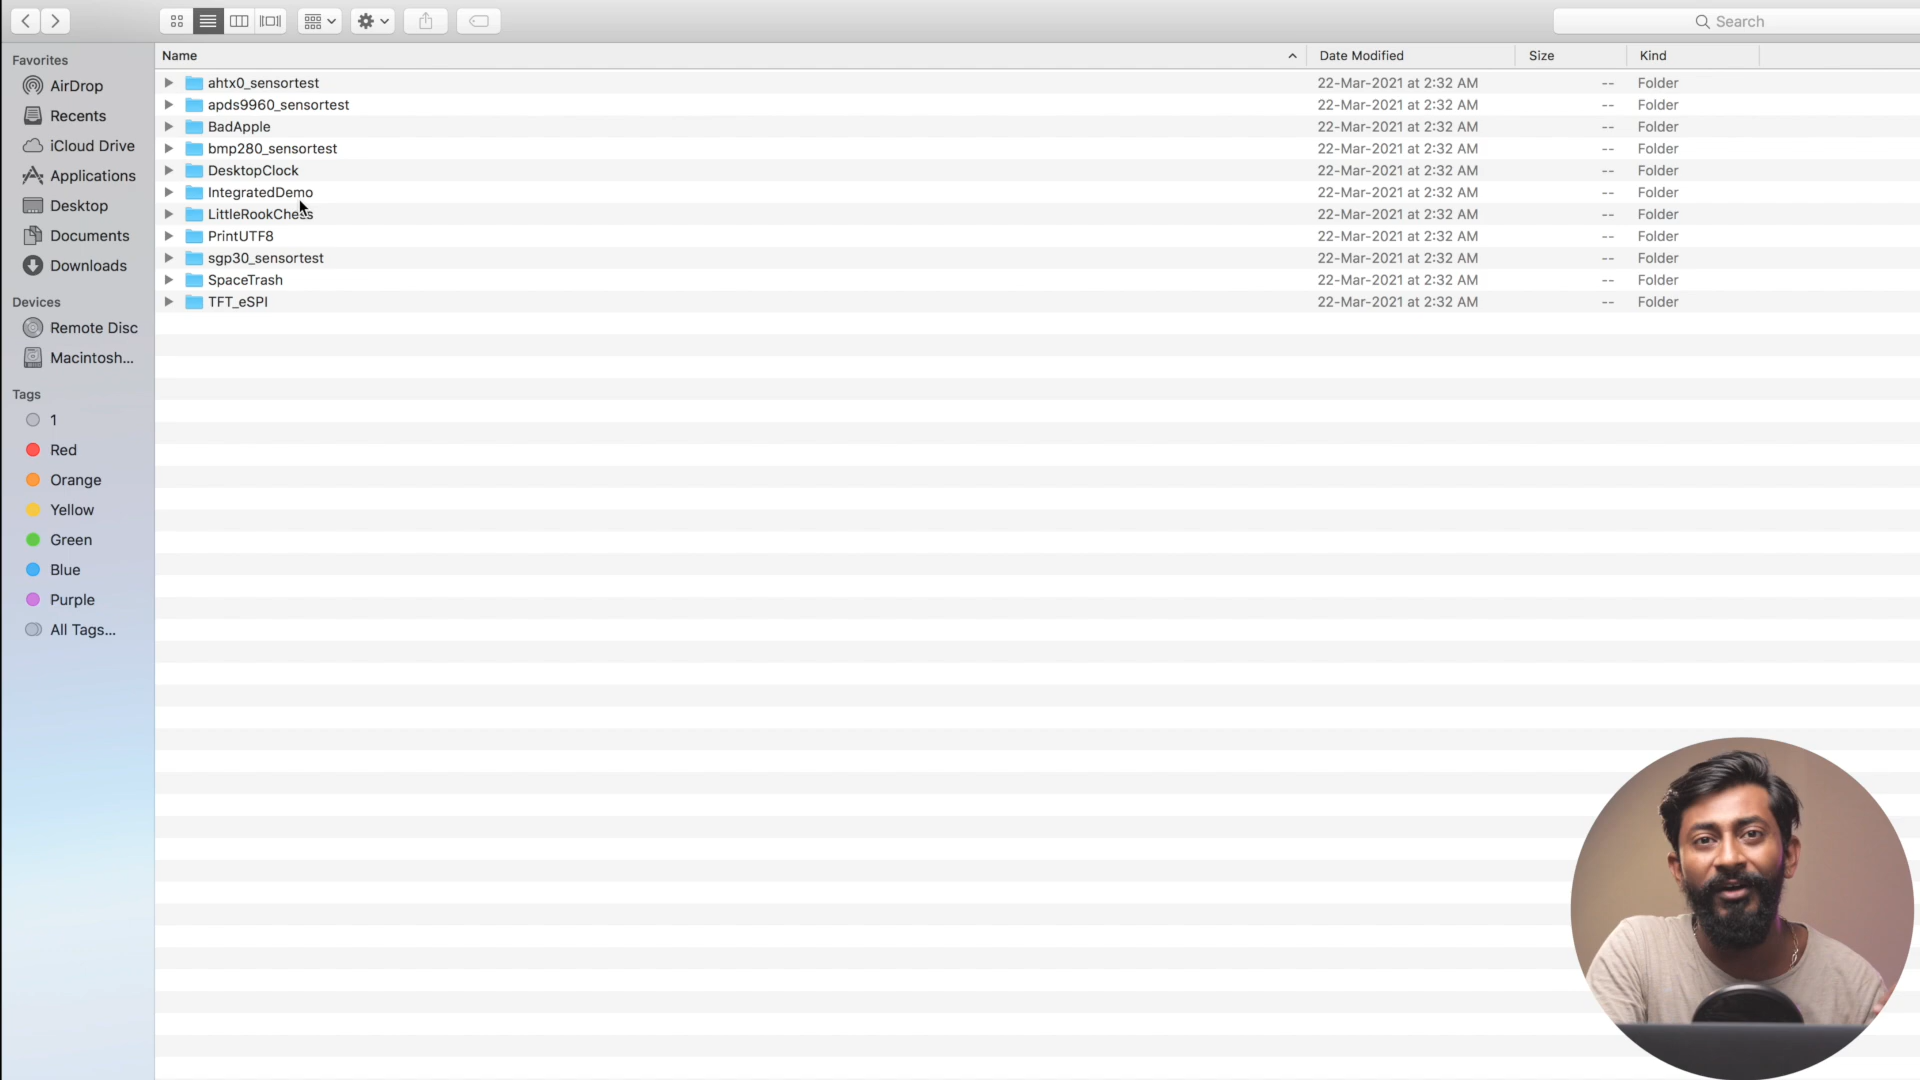 Search
Favorites
AirDrop
Recents
iCloud Drive
Applications
Desktop
Documents
Downloads
Devices
Remote Disc
Macintosh...
Tags
1
Red
Orange
Yellow
Green
Blue
Purple
All Tags...
Name Date Modified Size Kind
ahtx0_sensortest 22-Mar-2021 at 2:32 AM -- Folder
apds9960_sensortest 22-Mar-2021 at 2:32 AM -- Folder
BadApple 22-Mar-2021 at 2:32 AM -- Folder
bmp280_sensortest 22-Mar-2021 at 2:32 AM -- Folder
DesktopClock 22-Mar-2021 at 2:32 AM -- Folder
IntegratedDemo 22-Mar-2021 at 2:32 AM -- Folder
LittleRookChess 22-Mar-2021 at 2:32 AM -- Folder
PrintUTF8 22-Mar-2021 at 2:32 AM -- Folder
sgp30_sensortest 22-Mar-2021 at 2:32 AM -- Folder
SpaceTrash 22-Mar-2021 at 2:32 AM -- Folder
TFT_eSPI 22-Mar-2021 at 2:32 AM -- Folder